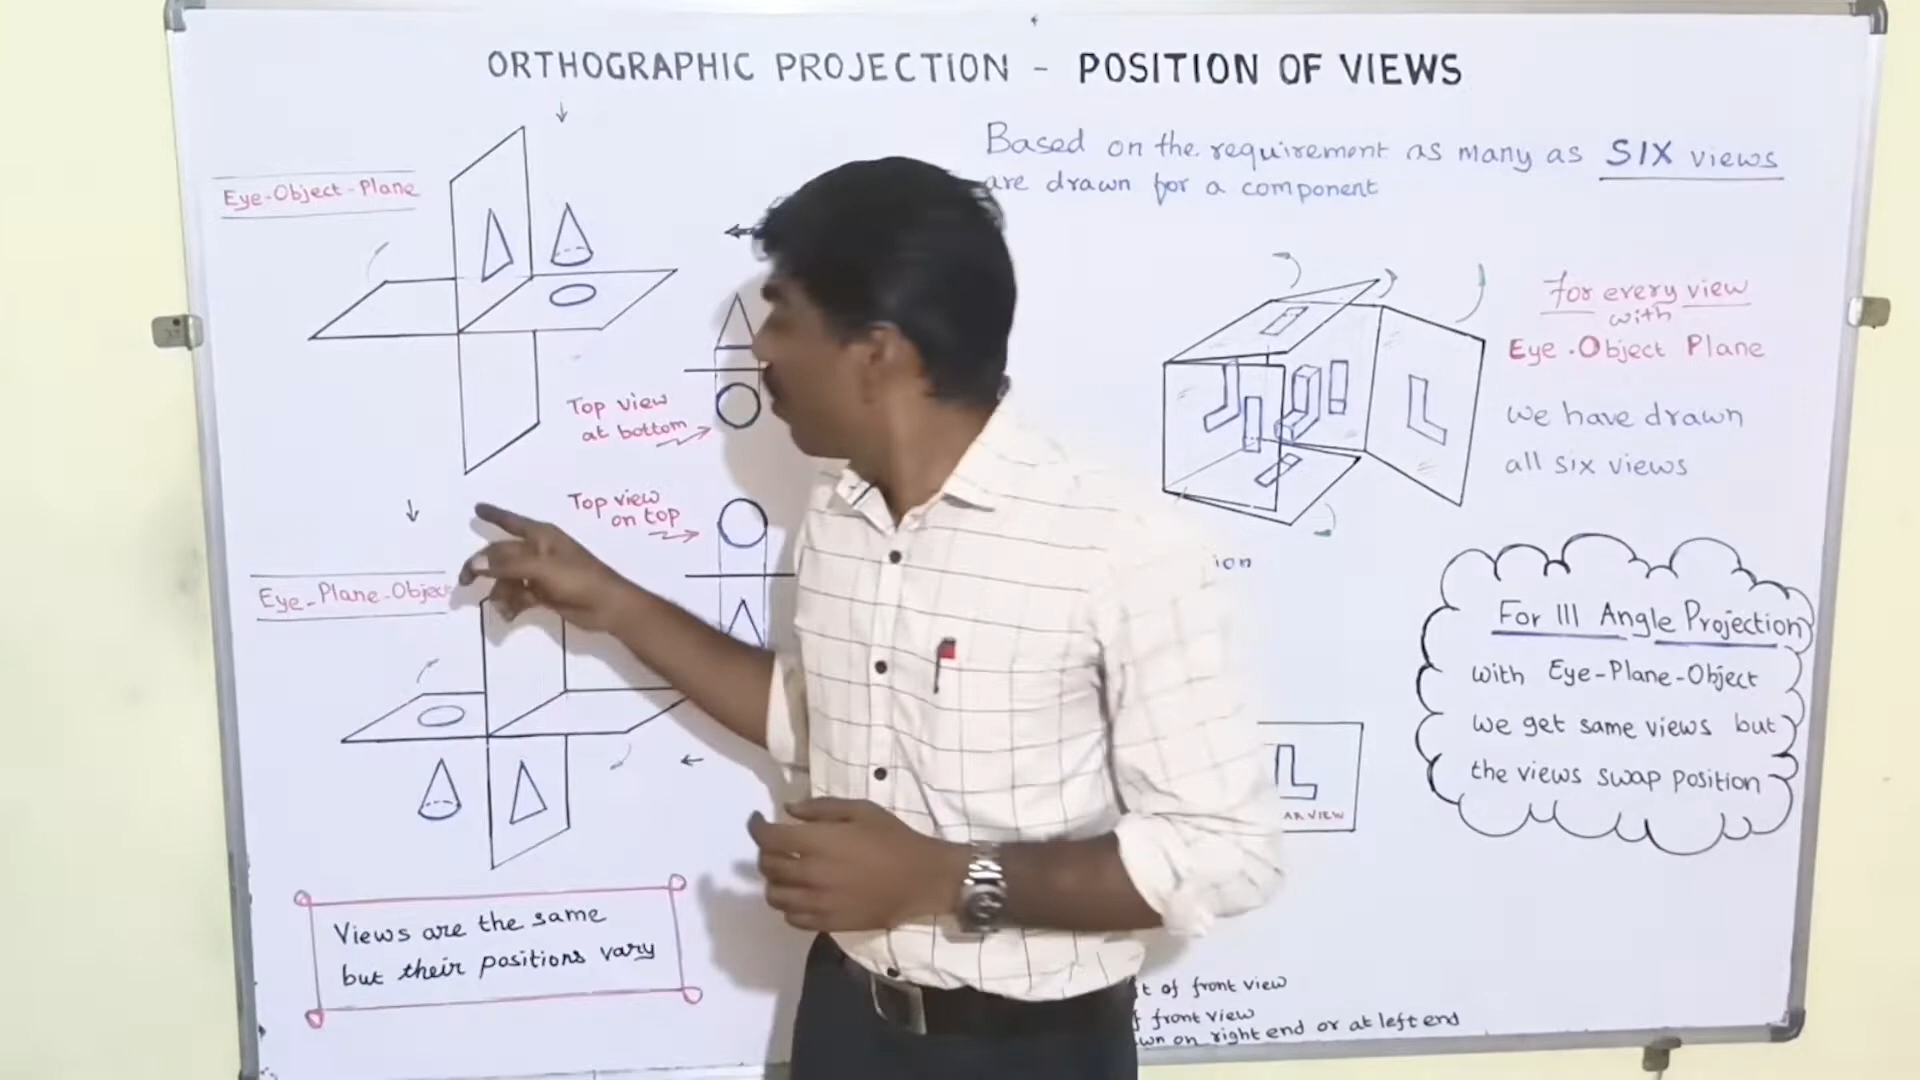 ORTHOGRAPHIC PROJECTION - POSITION OF VIEWS
Based on the requirement as many as SIX views
are drawn for a component
Eye-Object-Plane
For every view
with
Eye-Object Plane
we have drawn
all six views
Top view
at bottom
Top view
on top
Eye-Plane-Objec
For III Angle Projection
with Eye-Plane-Object
we get same views but
the views swap position
VIEW
Views are the same
but their positions vary
of front view
front view
on right end or at left end